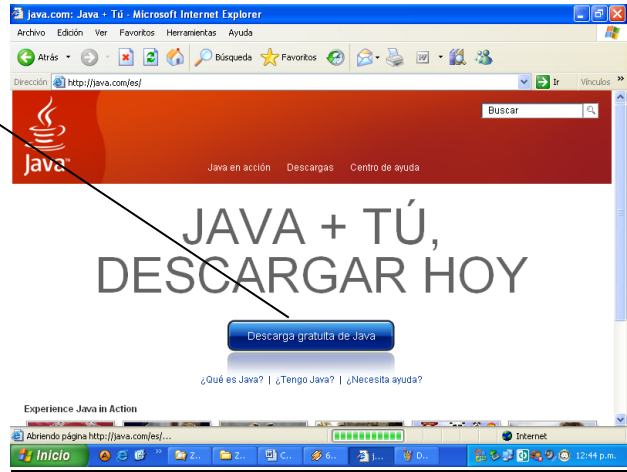 java.com: Java + Tú - Microsoft Internet Explorer
Archivo Edición Ver Favoritos Herramientas Ayuda
Atrás Búsqueda Favoritos
Dirección http://java.com/es/ Ir Vínculos »
Buscar
Java
Java en acción Descargas Centro de ayuda
JAVA + TÚ,
DESCARGAR HOY
Descarga gratuita de Java
¿Qué es Java? | ¿Tengo Java? | ¿Necesita ayuda?
Experience Java in Action
Abriendo página http://java.com/es/... Internet
Inicio » Z.. Z.. C.. 6.. j... D.. 12:44 p.m.